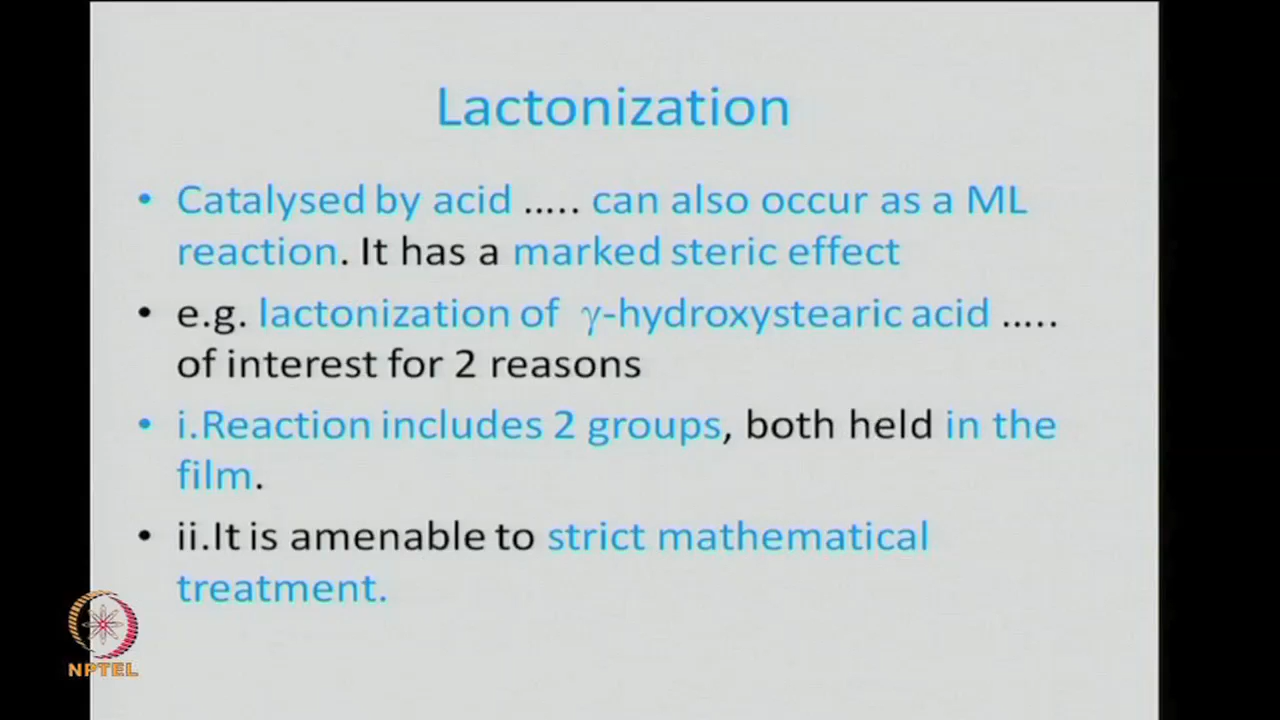 Lactonization
• Catalysed by acid ..... can also occur as a ML
reaction. It has a marked steric effect
• e.g. lactonization of γ-hydroxystearic acid .....
of interest for 2 reasons
• i.Reaction includes 2 groups, both held in the
film.
• ii.It is amenable to strict mathematical
treatment.
NPTEL